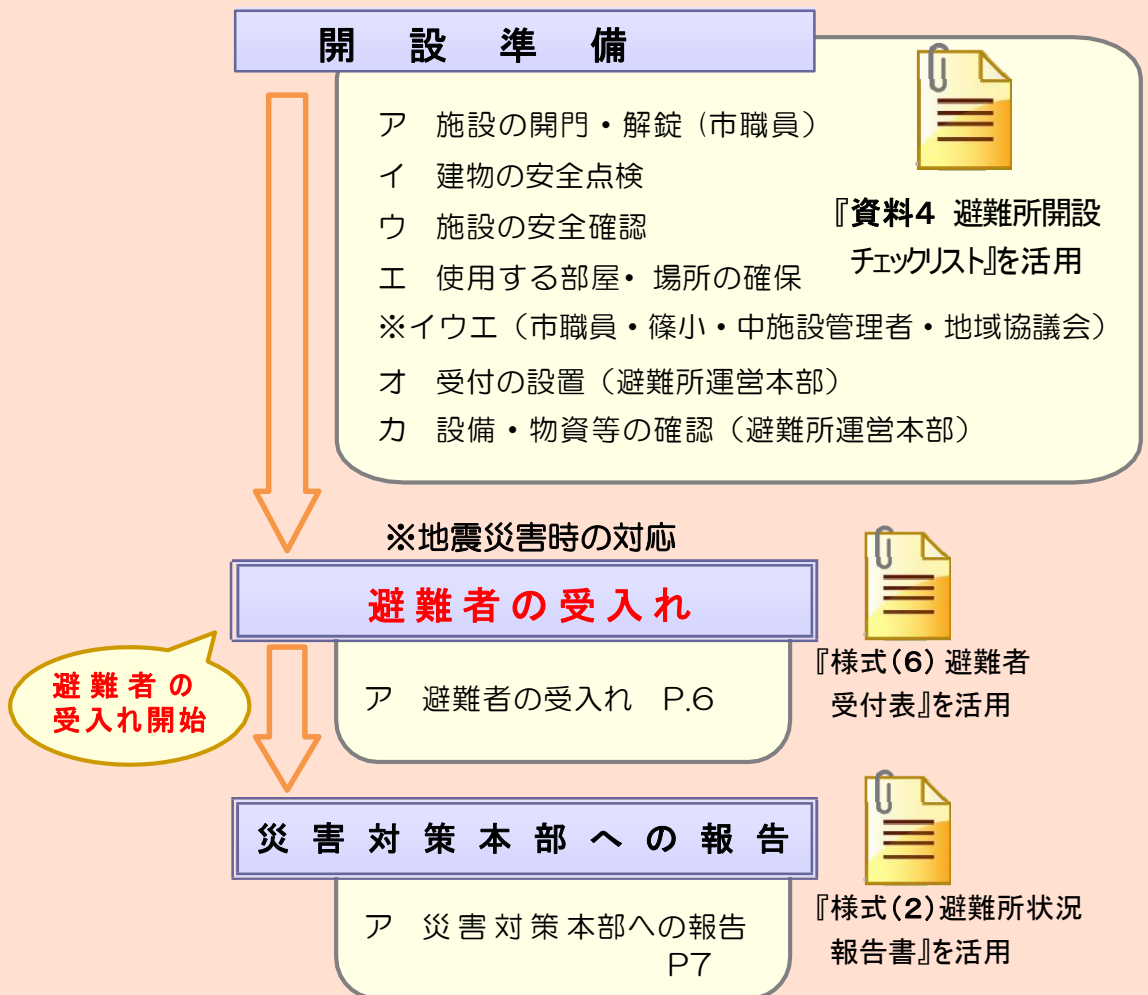 開設準備
ア 施設の開門・解錠（市職員）
イ 建物の安全点検
ウ 施設の安全確認
エ 使用する部屋・場所の確保
※イウエ（市職員・篠小・中施設管理者・地域協議会）
オ 受付の設置（避難所運営本部）
カ 設備・物資等の確認（避難所運営本部）
『資料4 避難所開設
チェックリスト』を活用
※地震災害時の対応
避難者の受入れ
避難者の
受入れ開始
ア 避難者の受入れ P.6
『様式(6) 避難者
受付表』を活用
災害対策本部への報告
ア 災害対策本部への報告
P7
『様式(2)避難所状況
報告書』を活用